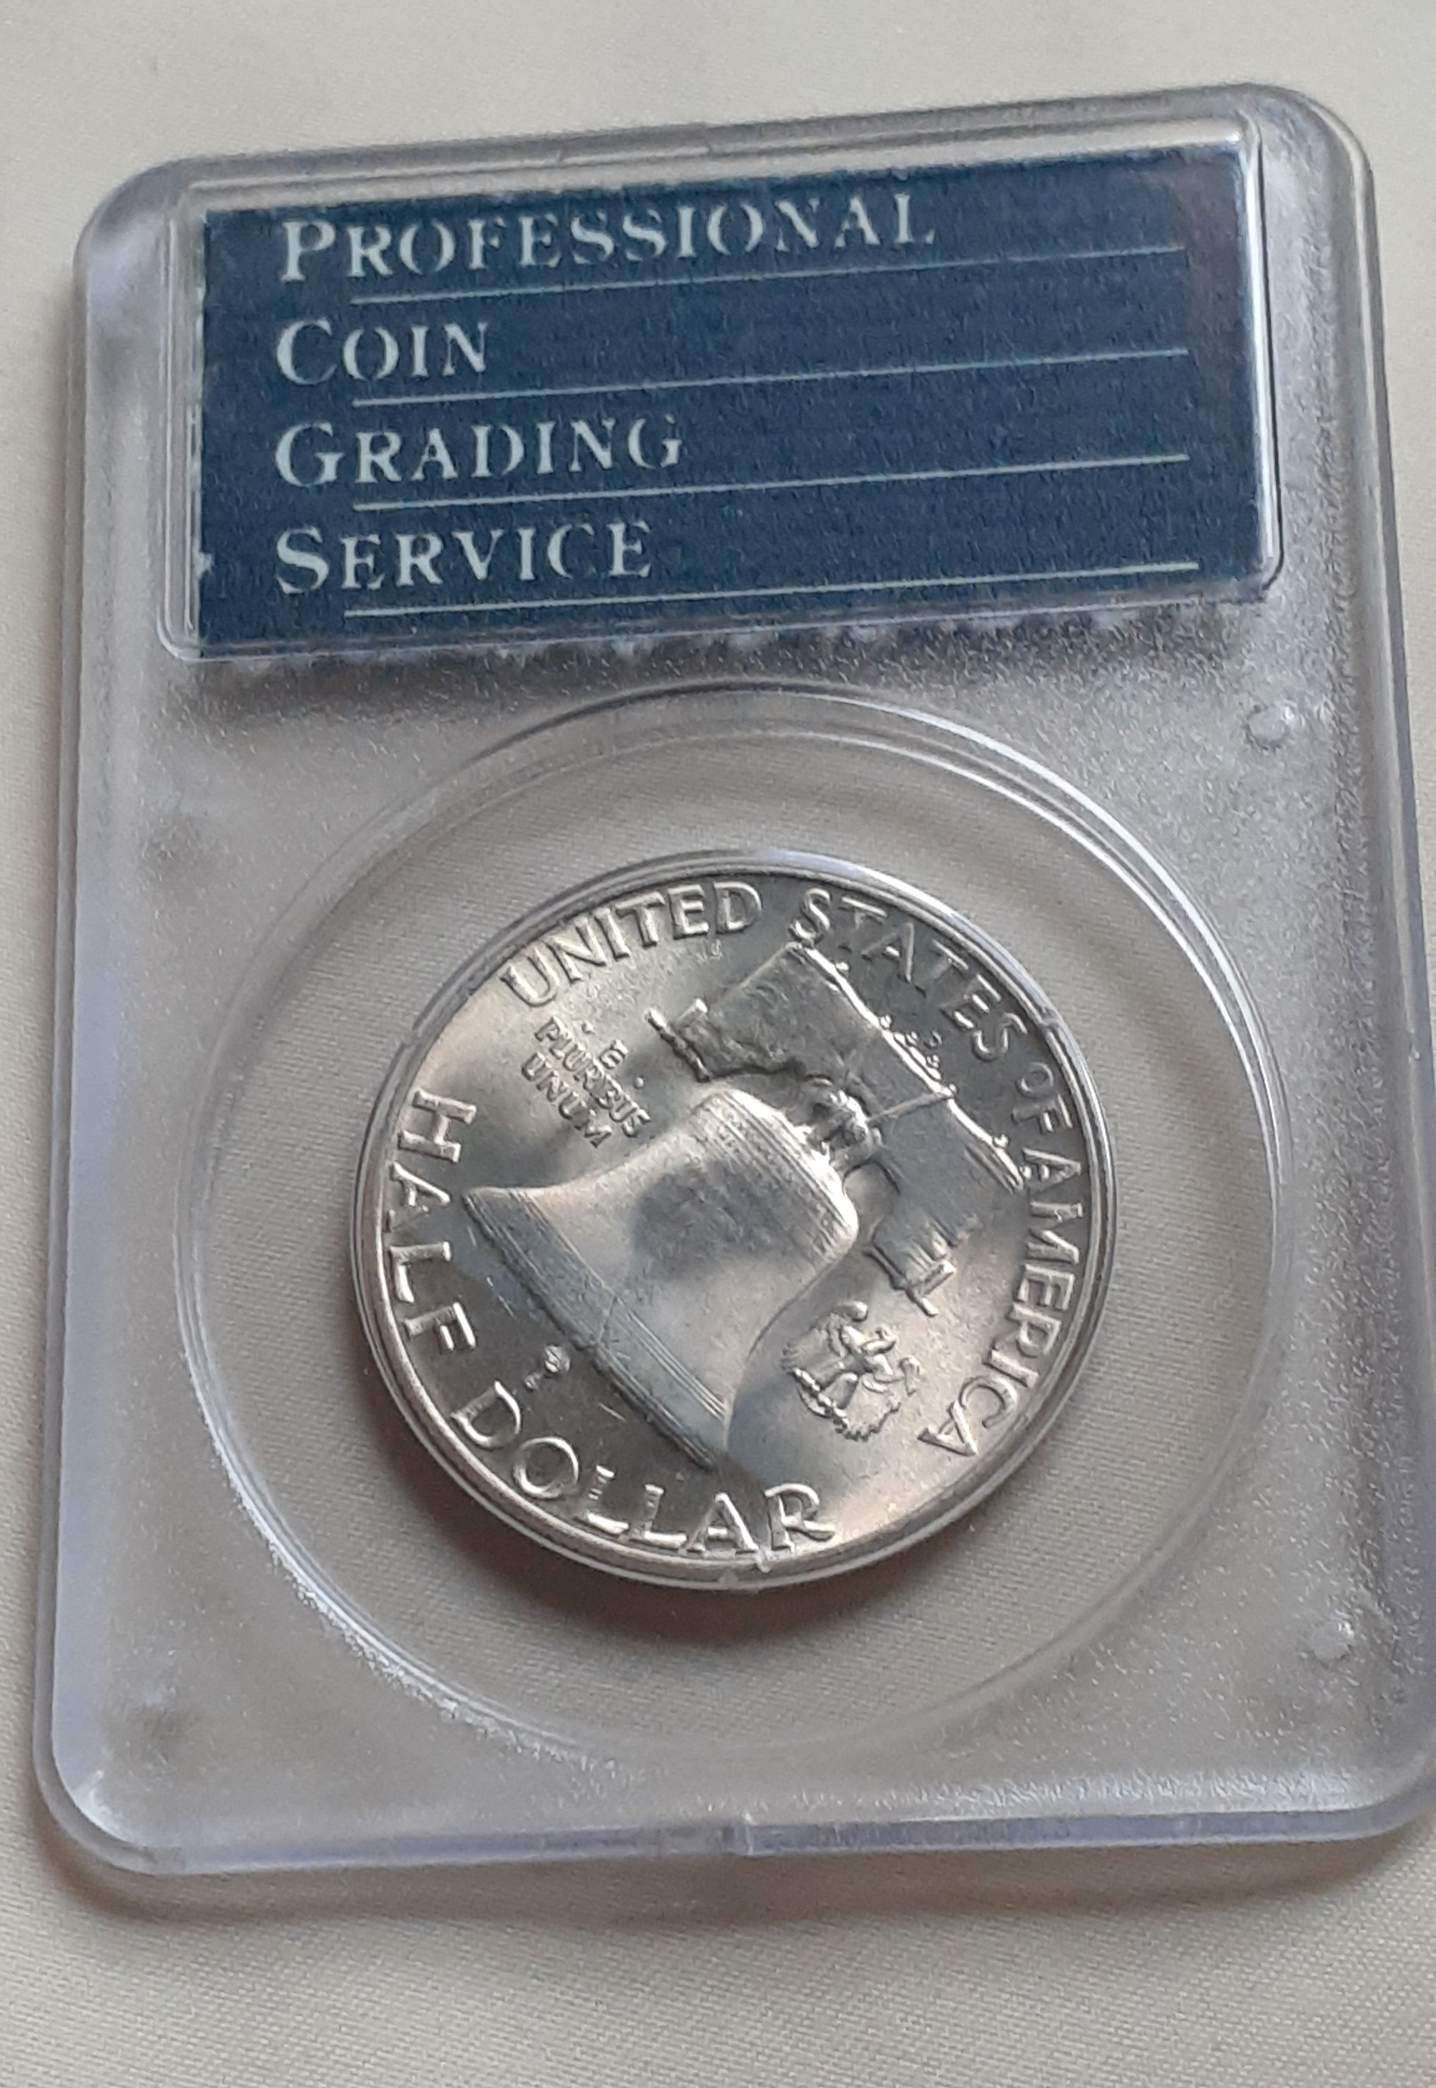 PROFESSIONAL
COIN
GRADING
SERVICE
UNITED STATES OF AMERICA
E
PLURIBUS
UNUM
HALF DOLLAR